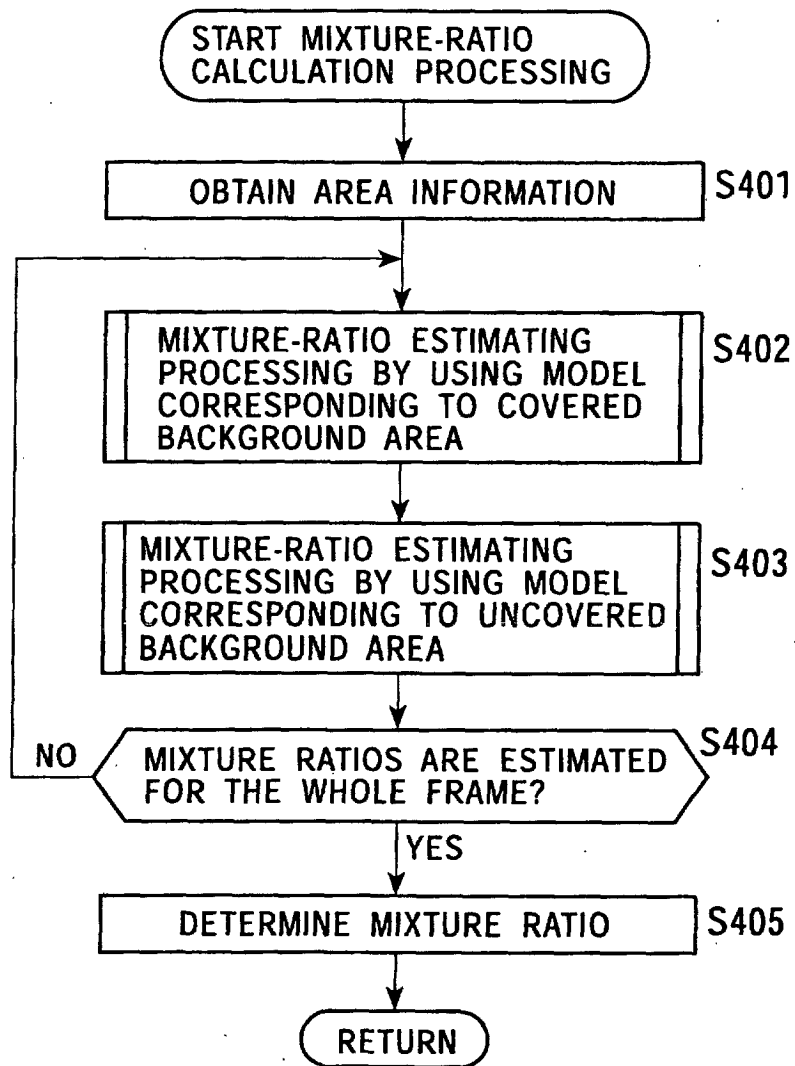 START MIXTURE-RATIO
CALCULATION PROCESSING
OBTAIN AREA INFORMATION
S401
MIXTURE-RATIO ESTIMATING
PROCESSING BY USING MODEL
CORRESPONDING TO COVERED
BACKGROUND AREA
S402
MIXTURE-RATIO ESTIMATING
PROCESSING BY USING MODEL
CORRESPONDING TO UNCOVERED
BACKGROUND AREA
S403
NO
MIXTURE RATIOS ARE ESTIMATED
FOR THE WHOLE FRAME?
S404
YES
DETERMINE MIXTURE RATIO
S405
RETURN